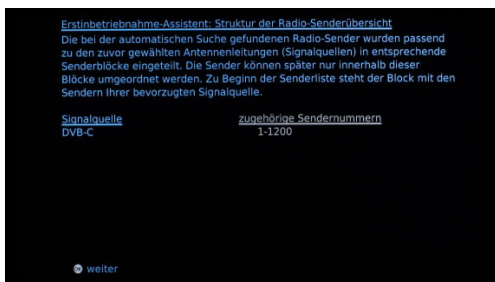 Erstinbetriebnahme-Assistent: Struktur der Radio-Senderübersicht
Die bei der automatischen Suche gefundenen Radio-Sender wurden passend
zu den zuvor gewählten Antennenleitungen (Signalquellen) in entsprechende
Senderblöcke eingeteilt. Die Sender können später nur innerhalb dieser
Blöcke umgeordnet werden. Zu Beginn der Senderliste steht der Block mit den
Sendern Ihrer bevorzugten Signalquelle.
Signalquelle zugehörige Sendernummern
DVB-C 1-1200
OK weiter